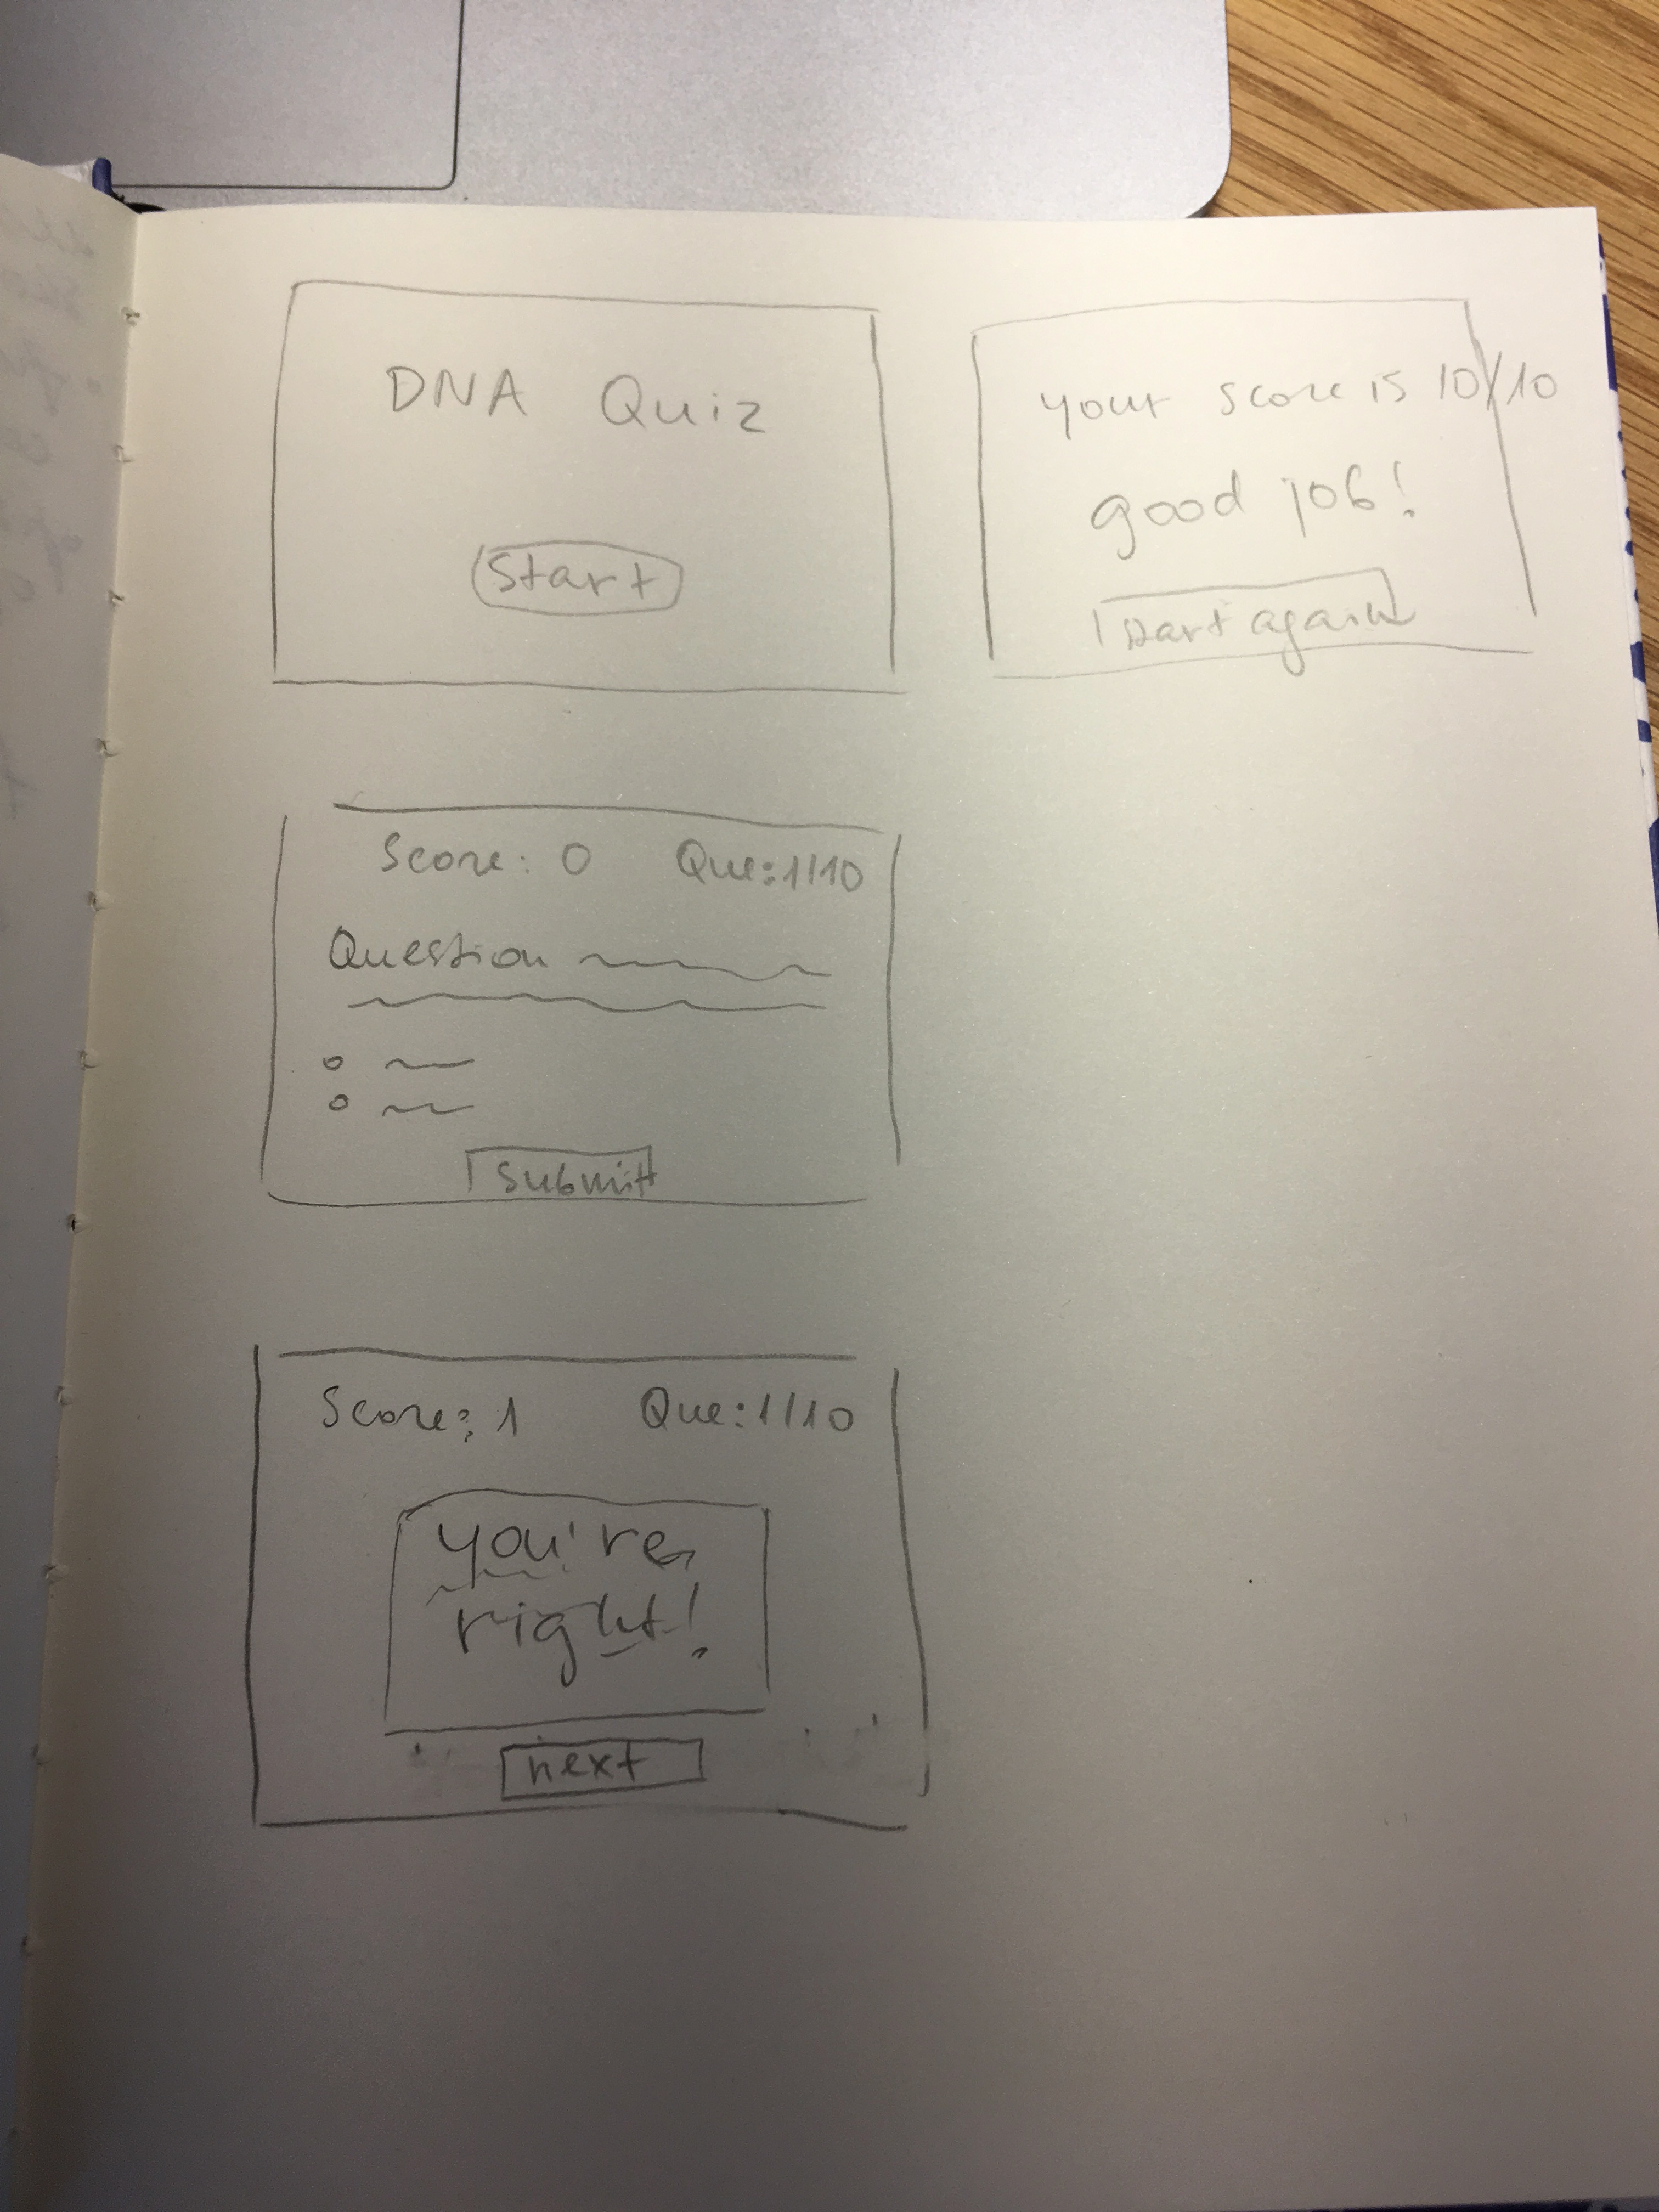 DNA Quiz
Start
your score is 10/10
good job!
start again
Score: 0 Que: 1/10
Question
submit
Score: 1 Que: 1/10
you're
right!
next